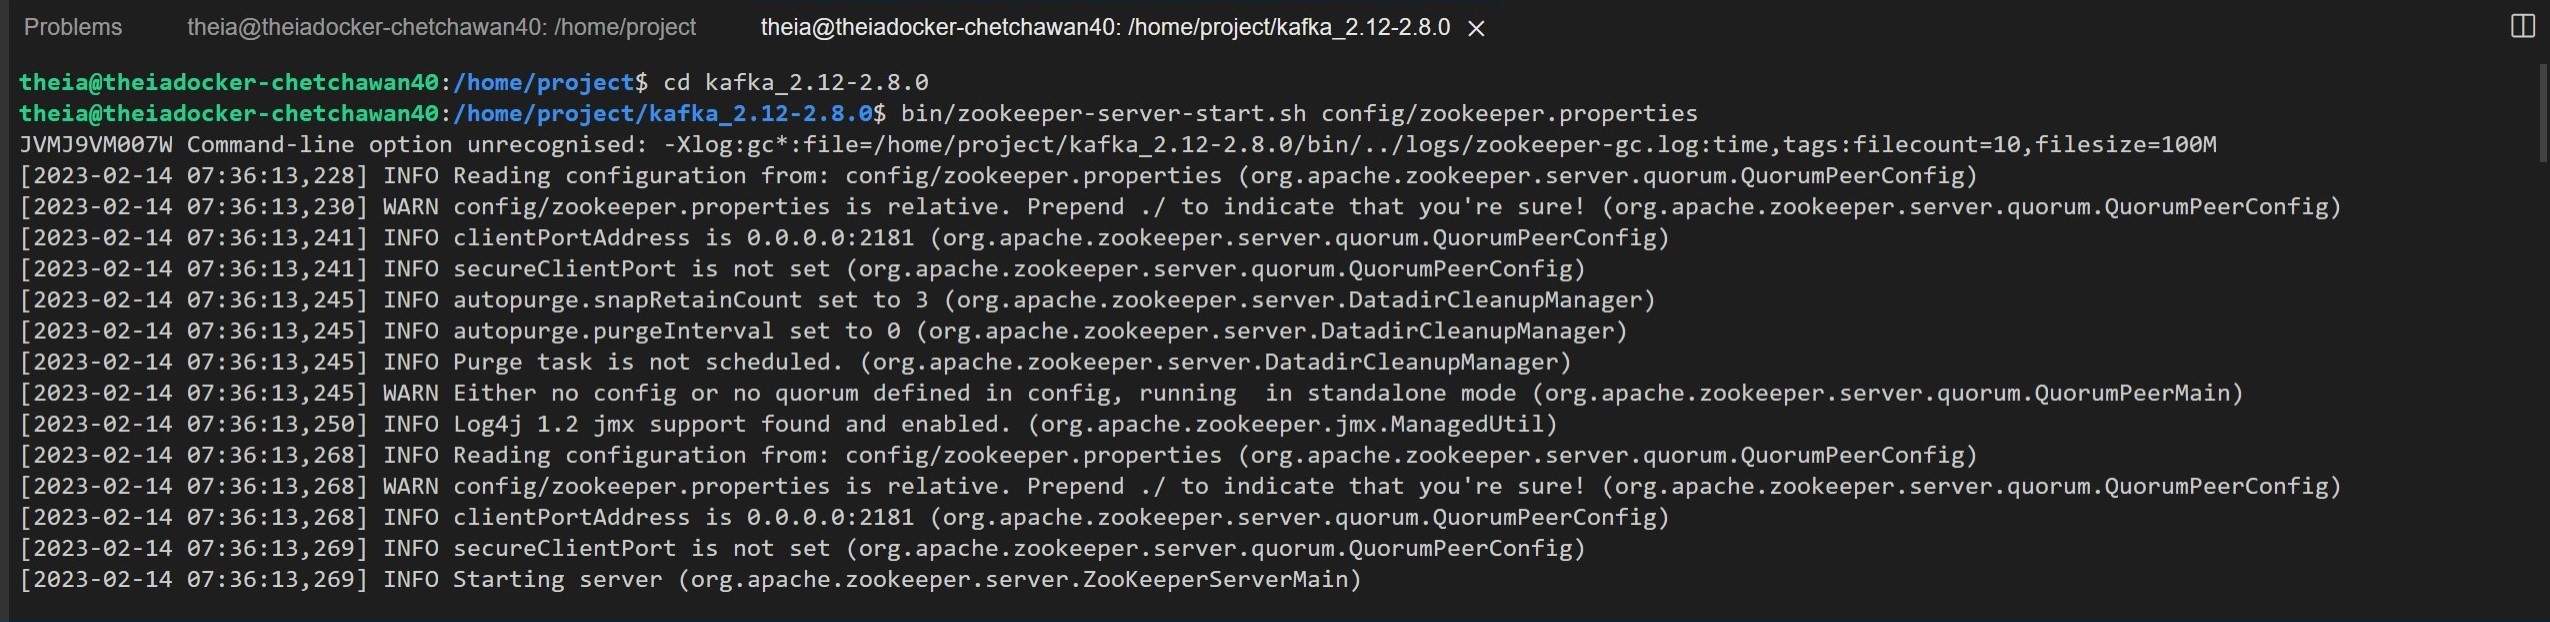 Problems theia@theiadocker-chetchawan40: /home/project theia@theiadocker-chetchawan40: /home/project/kafka_2.12-2.8.0
theia@theiadocker-chetchawan40:/home/project$ cd kafka_2.12-2.8.0
theia@theiadocker-chetchawan40:/home/project/kafka_2.12-2.8.0$ bin/zookeeper-server-start.sh config/zookeeper.properties
JVMJ9VM007W Command-line option unrecognised: -Xlog:gc*:file=/home/project/kafka_2.12-2.8.0/bin/../logs/zookeeper-gc.log:time,tags:filecount=10,filesize=100M
[2023-02-14 07:36:13,228] INFO Reading configuration from: config/zookeeper.properties (org.apache.zookeeper.server.quorum.QuorumPeerConfig)
[2023-02-14 07:36:13,230] WARN config/zookeeper.properties is relative. Prepend ./ to indicate that you're sure! (org.apache.zookeeper.server.quorum.QuorumPeerConfig)
[2023-02-14 07:36:13,241] INFO clientPortAddress is 0.0.0.0:2181 (org.apache.zookeeper.server.quorum.QuorumPeerConfig)
[2023-02-14 07:36:13,241] INFO secureClientPort is not set (org.apache.zookeeper.server.quorum.QuorumPeerConfig)
[2023-02-14 07:36:13,245] INFO autopurge.snapRetainCount set to 3 (org.apache.zookeeper.server.DatadirCleanupManager)
[2023-02-14 07:36:13,245] INFO autopurge.purgeInterval set to 0 (org.apache.zookeeper.server.DatadirCleanupManager)
[2023-02-14 07:36:13,245] INFO Purge task is not scheduled. (org.apache.zookeeper.server.DatadirCleanupManager)
[2023-02-14 07:36:13,245] WARN Either no config or no quorum defined in config, running  in standalone mode (org.apache.zookeeper.server.quorum.QuorumPeerMain)
[2023-02-14 07:36:13,250] INFO Log4j 1.2 jmx support found and enabled. (org.apache.zookeeper.jmx.ManagedUtil)
[2023-02-14 07:36:13,268] INFO Reading configuration from: config/zookeeper.properties (org.apache.zookeeper.server.quorum.QuorumPeerConfig)
[2023-02-14 07:36:13,268] WARN config/zookeeper.properties is relative. Prepend ./ to indicate that you're sure! (org.apache.zookeeper.server.quorum.QuorumPeerConfig)
[2023-02-14 07:36:13,268] INFO clientPortAddress is 0.0.0.0:2181 (org.apache.zookeeper.server.quorum.QuorumPeerConfig)
[2023-02-14 07:36:13,269] INFO secureClientPort is not set (org.apache.zookeeper.server.quorum.QuorumPeerConfig)
[2023-02-14 07:36:13,269] INFO Starting server (org.apache.zookeeper.server.ZooKeeperServerMain)